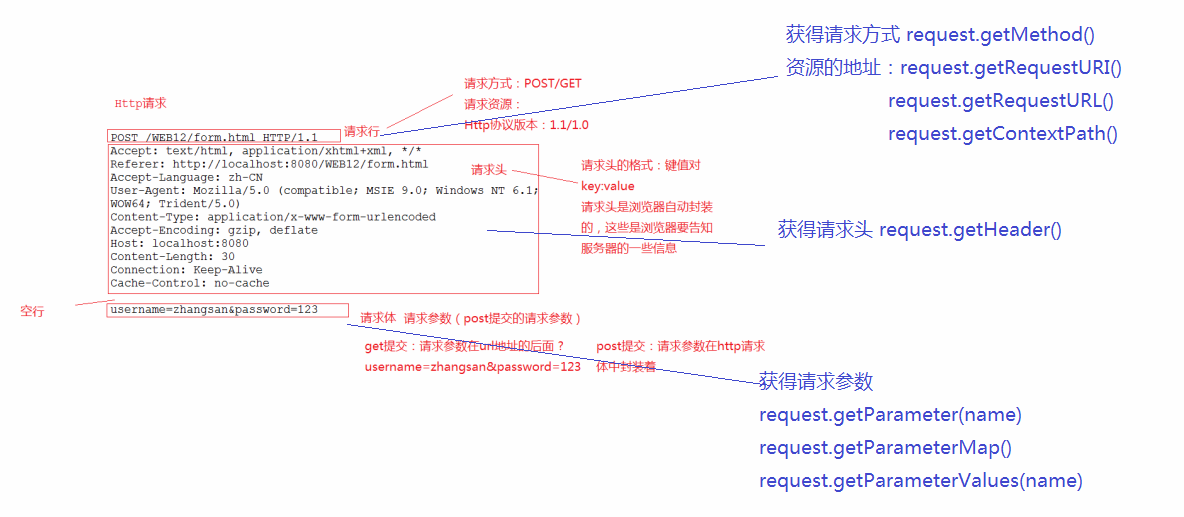 获得请求方式 request.getMethod()
资源的地址：request.getRequestURI()
request.getRequestURL()
request.getContextPath()
请求方式：POST/GET
请求资源：
Http协议版本：1.1/1.0
Http请求
请求行
POST /WEB12/form.html HTTP/1.1
Accept: text/html, application/xhtml+xml, */*
Referer: http://localhost:8080/WEB12/form.html
Accept-Language: zh-CN
User-Agent: Mozilla/5.0 (compatible; MSIE 9.0; Windows NT 6.1;
WOW64; Trident/5.0)
Content-Type: application/x-www-form-urlencoded
Accept-Encoding: gzip, deflate
Host: localhost:8080
Content-Length: 30
Connection: Keep-Alive
Cache-Control: no-cache
请求头
请求头的格式：键值对
key:value
请求头是浏览器自动封装
的，这些是浏览器要告知
服务器的一些信息
获得请求头 request.getHeader()
空行
username=zhangsan&password=123
请求体 请求参数（post提交的请求参数）
get提交：请求参数在url地址的后面？
username=zhangsan&password=123
post提交：请求参数在http请求
体中封装着
获得请求参数
request.getParameter(name)
request.getParameterMap()
request.getParameterValues(name)